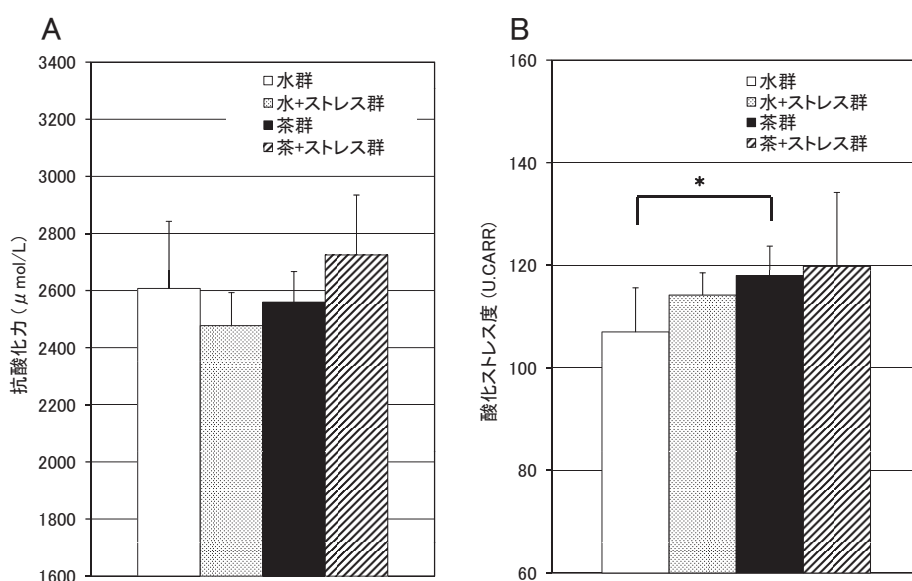 A
3400
3200
3000
2800
2600
2400
2200
2000
1800
1600
抗酸化力(μ mol/L)
水群
水+ストレス群
茶群
茶+ストレス群
B
160
140
120
100
80
60
酸化ストレス度 (U.CARR)
水群
水+ストレス群
茶群
茶+ストレス群
*